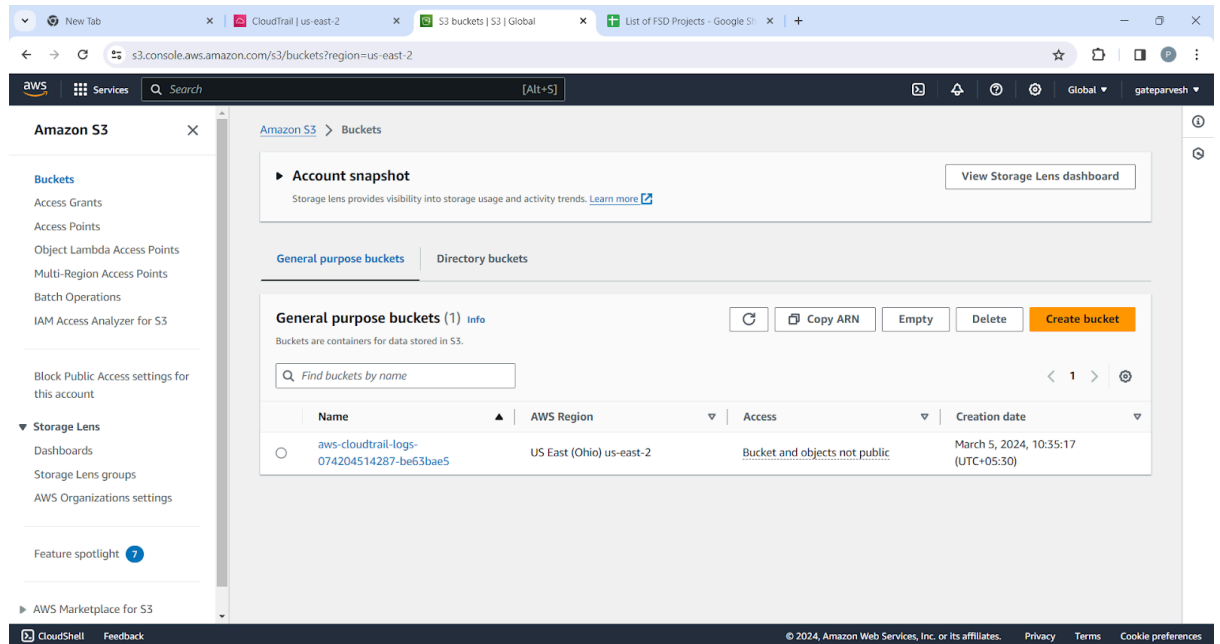 New Tab
CloudTrail | us-east-2
S3 buckets | S3 | Global
List of FSD Projects - Google Sh
s3.console.aws.amazon.com/s3/buckets?region=us-east-2
P
aws
Services
Search
[Alt+S]
Global
gateparvesh
Amazon S3
Buckets
Access Grants
Access Points
Object Lambda Access Points
Multi-Region Access Points
Batch Operations
IAM Access Analyzer for S3
Block Public Access settings for
this account
Storage Lens
Dashboards
Storage Lens groups
AWS Organizations settings
Feature spotlight 7
AWS Marketplace for S3
Amazon S3 > Buckets
Account snapshot
View Storage Lens dashboard
Storage lens provides visibility into storage usage and activity trends. Learn more
General purpose buckets
Directory buckets
General purpose buckets (1) Info
Copy ARN
Empty
Delete
Create bucket
Buckets are containers for data stored in S3.
Find buckets by name
1
Name
AWS Region
Access
Creation date
aws-cloudtrail-logs-
074204514287-be63bae5
US East (Ohio) us-east-2
Bucket and objects not public
March 5, 2024, 10:35:17
(UTC+05:30)
CloudShell
Feedback
© 2024, Amazon Web Services, Inc. or its affiliates.
Privacy
Terms
Cookie preferences